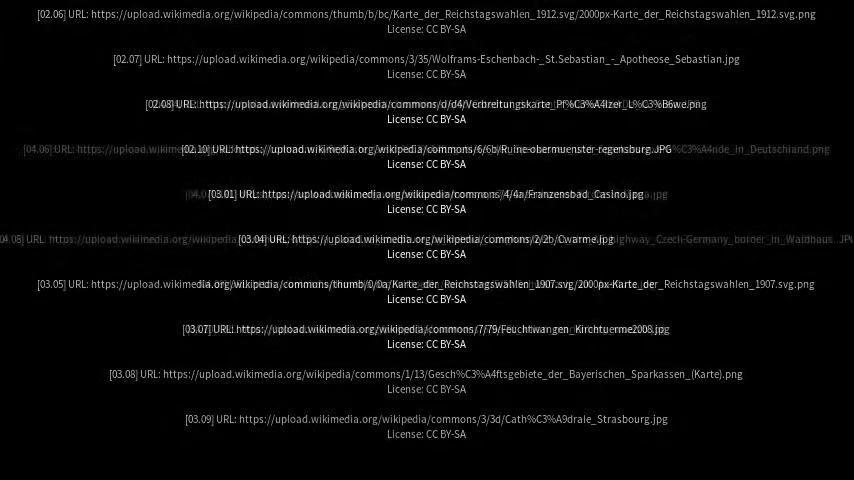 [02.06] URL: https://upload.wikimedia.org/wikipedia/commons/thumb/b/bc/Karte_der_Reichstagswahlen_1912.svg/2000px-Karte_der_Reichstagswahlen_1912.svg.png
License: CC BY-SA
[02.07] URL: https://upload.wikimedia.org/wikipedia/commons/3/35/Wolframs-Eschenbach-_St.Sebastian_-_Apotheose_Sebastian.jpg
License: CC BY-SA
[02.08] URL: https://upload.wikimedia.org/wikipedia/commons/d/d4/Verbreitungskarte_Pf%C3%A4lzer_L%C3%B6we.png
License: CC BY-SA
[02.10] URL: https://upload.wikimedia.org/wikipedia/commons/6/6b/Ruine-obermuenster-regensburg.JPG
License: CC BY-SA
[03.01] URL: https://upload.wikimedia.org/wikipedia/commons/4/4a/Franzensbad_Casino.jpg
License: CC BY-SA
[03.04] URL: https://upload.wikimedia.org/wikipedia/commons/2/2b/Cwarme.jpg
License: CC BY-SA
[03.05] URL: https://upload.wikimedia.org/wikipedia/commons/thumb/0/0a/Karte_der_Reichstagswahlen_1907.svg/2000px-Karte_der_Reichstagswahlen_1907.svg.png
License: CC BY-SA
[03.07] URL: https://upload.wikimedia.org/wikipedia/commons/7/79/Feuchtwangen_Kirchtuerme2008.jpg
License: CC BY-SA
[03.08] URL: https://upload.wikimedia.org/wikipedia/commons/1/13/Gesch%C3%A4ftsgebiete_der_Bayerischen_Sparkassen_(Karte).png
License: CC BY-SA
[03.09] URL: https://upload.wikimedia.org/wikipedia/commons/3/3d/Cath%C3%A9drale_Strasbourg.jpg
License: CC BY-SA